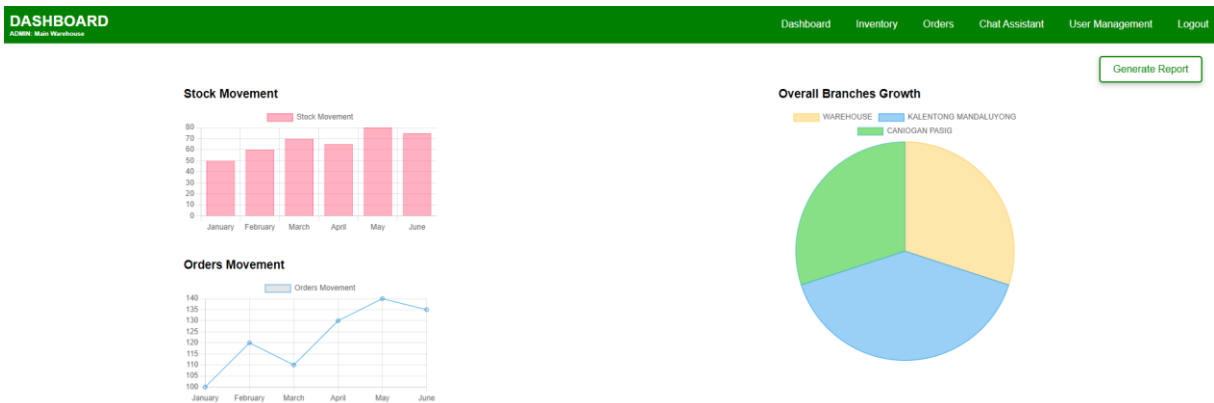 DASHBOARD
ADMIN: Main Warehouse
Dashboard Inventory Orders Chat Assistant User Management Logout
Generate Report
Stock Movement
Stock Movement
80
70
60
50
40
30
20
10
0
January February March April May June
Orders Movement
Orders Movement
140
135
130
125
120
115
110
105
100
January February March April May June
Overall Branches Growth
WAREHOUSE KALENTONG MANDALUYONG
CANIOGAN PASIG